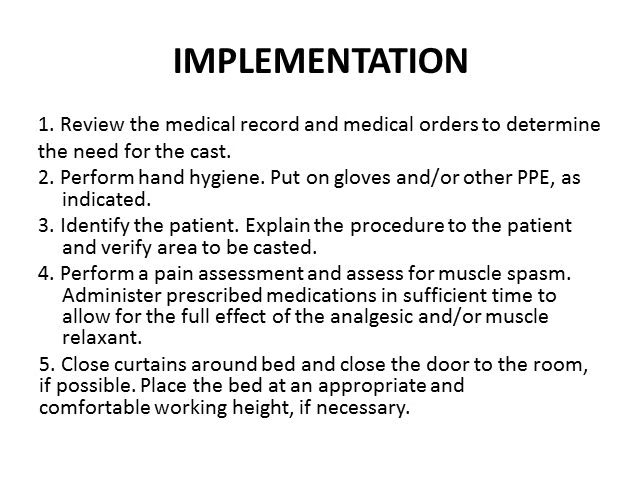 IMPLEMENTATION
1. Review the medical record and medical orders to determine
the need for the cast.
2. Perform hand hygiene. Put on gloves and/or other PPE, as
indicated.
3. Identify the patient. Explain the procedure to the patient
and verify area to be casted.
4. Perform a pain assessment and assess for muscle spasm.
Administer prescribed medications in sufficient time to
allow for the full effect of the analgesic and/or muscle
relaxant.
5. Close curtains around bed and close the door to the room,
if possible. Place the bed at an appropriate and
comfortable working height, if necessary.